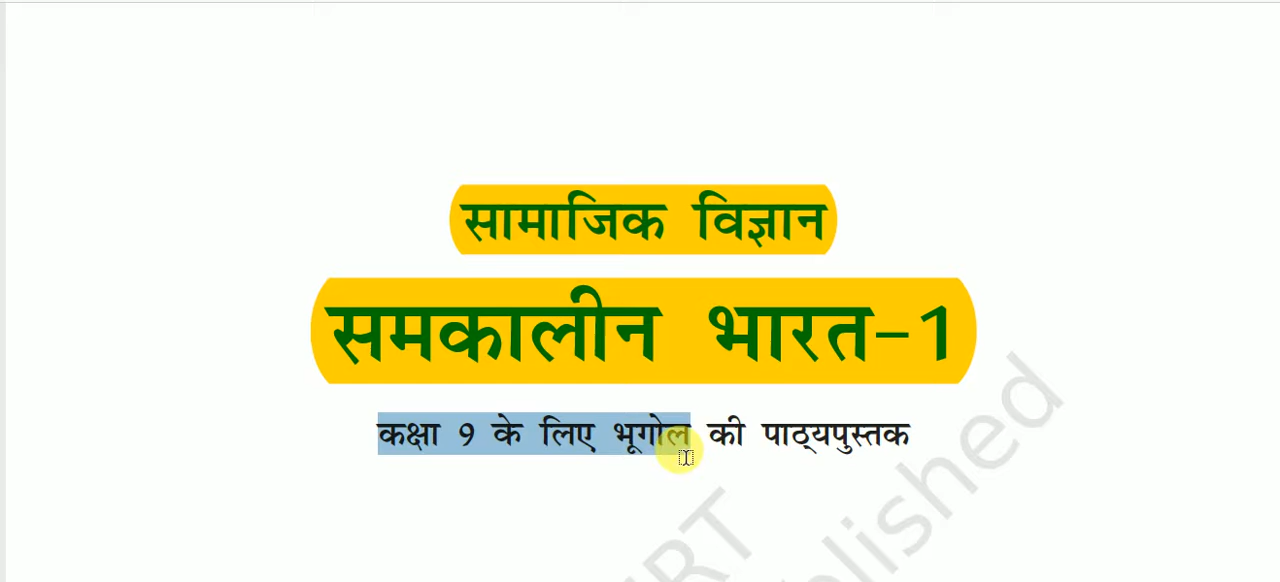 सामाजिक विज्ञान
समकालीन भारत-1
कक्षा 9 के लिए भूगोल की पाठ्यपुस्तक